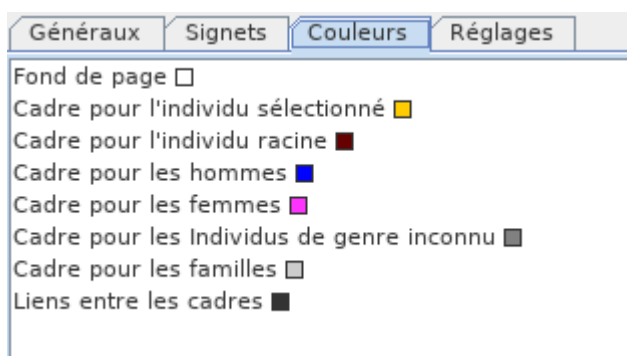 Généraux Signets Couleurs Réglages
Fond de page
Cadre pour l'individu sélectionné
Cadre pour l'individu racine
Cadre pour les hommes
Cadre pour les femmes
Cadre pour les Individus de genre inconnu
Cadre pour les familles
Liens entre les cadres